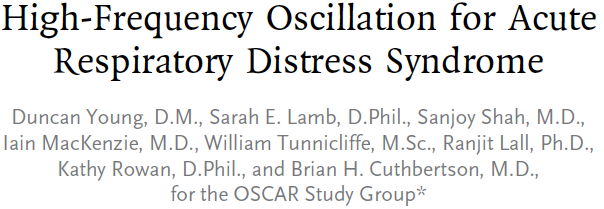 High-Frequency Oscillation for Acute
Respiratory Distress Syndrome
Duncan Young, D.M., Sarah E. Lamb, D.Phil., Sanjoy Shah, M.D.,
Iain MacKenzie, M.D., William Tunnicliffe, M.Sc., Ranjit Lall, Ph.D.,
Kathy Rowan, D.Phil., and Brian H. Cuthbertson, M.D.,
for the OSCAR Study Group*